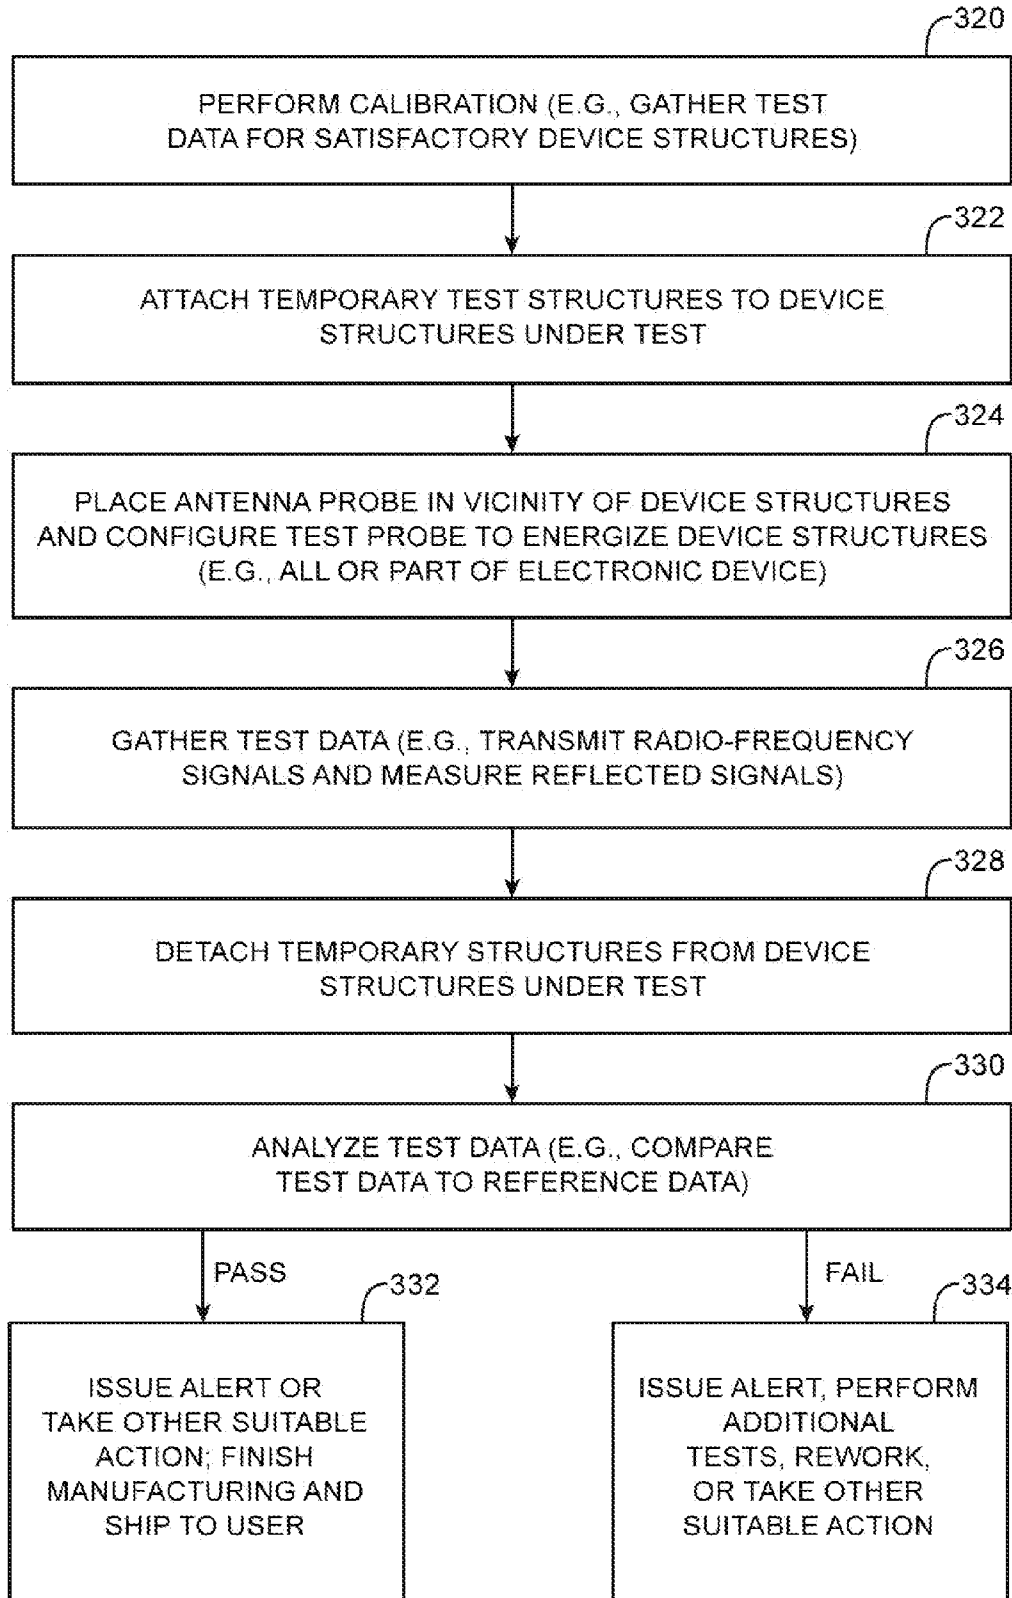 320
PERFORM CALIBRATION (E.G., GATHER TEST
DATA FOR SATISFACTORY DEVICE STRUCTURES)
322
ATTACH TEMPORARY TEST STRUCTURES TO DEVICE
STRUCTURES UNDER TEST
324
PLACE ANTENNA PROBE IN VICINITY OF DEVICE STRUCTURES
AND CONFIGURE TEST PROBE TO ENERGIZE DEVICE STRUCTURES
(E.G., ALL OR PART OF ELECTRONIC DEVICE)
326
GATHER TEST DATA (E.G., TRANSMIT RADIO-FREQUENCY
SIGNALS AND MEASURE REFLECTED SIGNALS)
328
DETACH TEMPORARY STRUCTURES FROM DEVICE
STRUCTURES UNDER TEST
330
ANALYZE TEST DATA (E.G., COMPARE
TEST DATA TO REFERENCE DATA)
PASS
332
ISSUE ALERT OR
TAKE OTHER SUITABLE
ACTION; FINISH
MANUFACTURING AND
SHIP TO USER
FAIL
334
ISSUE ALERT, PERFORM
ADDITIONAL
TESTS, REWORK,
OR TAKE OTHER
SUITABLE ACTION